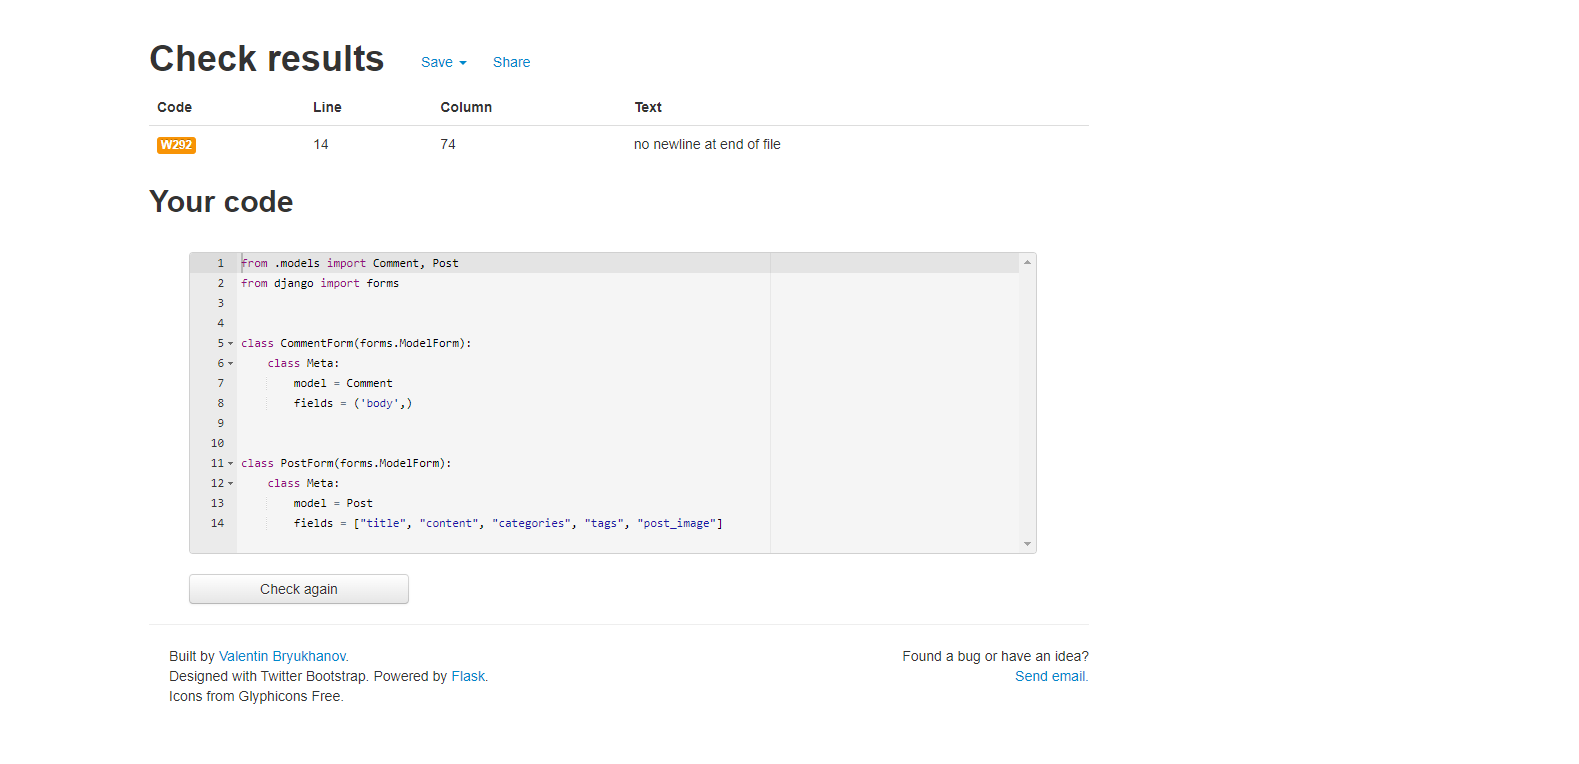 Check results Save Share
Code Line Column Text
W292 14 74 no newline at end of file
Your code
1 from .models import Comment, Post
2 from django import forms
3
4
5 class CommentForm(forms.ModelForm):
6 class Meta:
7 model = Comment
8 fields = ('body',)
9
10
11 class PostForm(forms.ModelForm):
12 class Meta:
13 model = Post
14 fields = ["title", "content", "categories", "tags", "post_image"]
Check again
Built by Valentin Bryukhanov. Found a bug or have an idea?
Designed with Twitter Bootstrap. Powered by Flask. Send email.
Icons from Glyphicons Free.